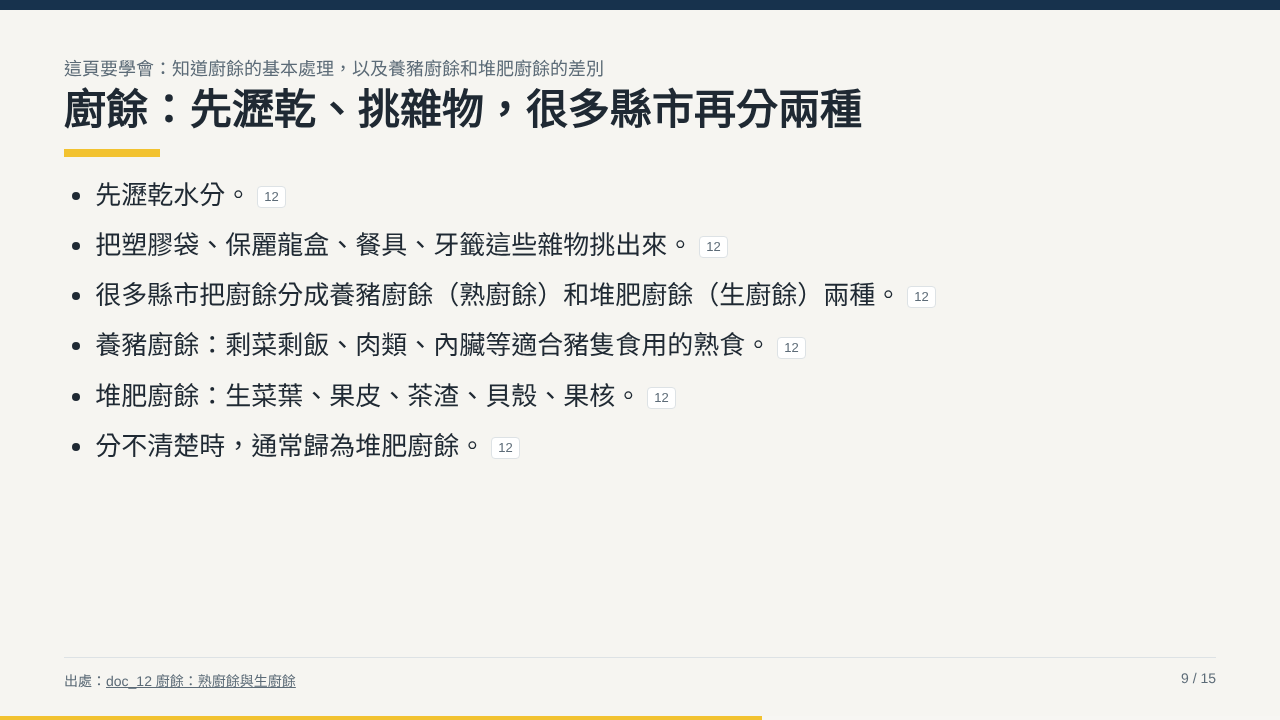 這頁要學會：知道廚餘的基本處理，以及養豬廚餘和堆肥廚餘的差別
廚餘：先瀝乾、挑雜物，很多縣市再分兩種
• 先瀝乾水分。 12
• 把塑膠袋、保麗龍盒、餐具、牙籤這些雜物挑出來。 12
• 很多縣市把廚餘分成養豬廚餘（熟廚餘）和堆肥廚餘（生廚餘）兩種。 12
• 養豬廚餘：剩菜剩飯、肉類、內臟等適合豬隻食用的熟食。 12
• 堆肥廚餘：生菜葉、果皮、茶渣、貝殼、果核。 12
• 分不清楚時，通常歸為堆肥廚餘。 12
出處：doc_12 廚餘：熟廚餘與生廚餘
9 / 15